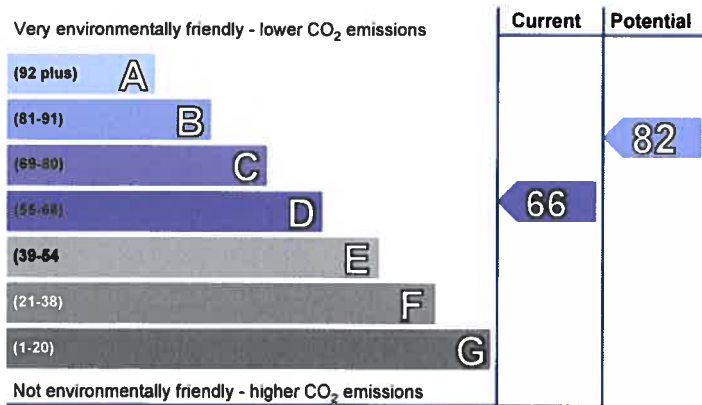 Very environmentally friendly - lower CO₂ emissions
Current
Potential
(92 plus) A
(81-91) B
82
(69-80) C
(55-68) D
66
(39-54 E
(21-38) F
(1-20) G
Not environmentally friendly - higher CO₂ emissions